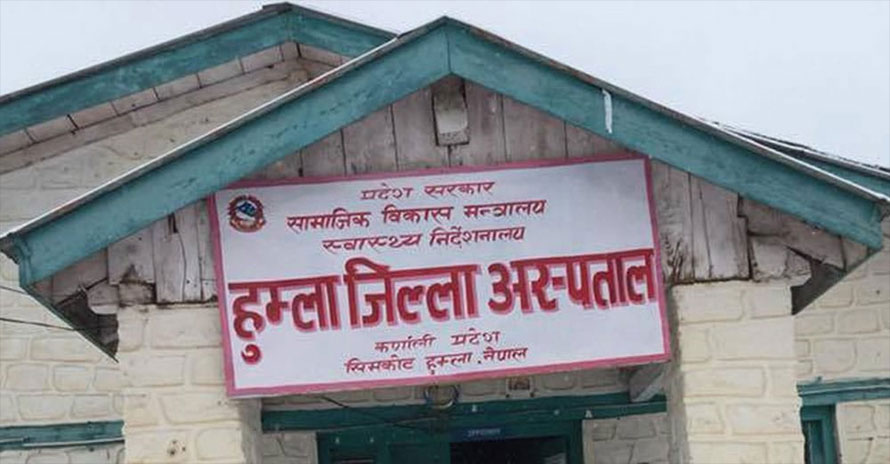 प्रदेश सरकार
सामाजिक विकास मन्त्रालय
स्वास्थ्य निर्देशनालय
हुम्ला जिल्ला अस्पताल
कर्णाली प्रदेश
सिमकोट हुम्ला, नेपाल